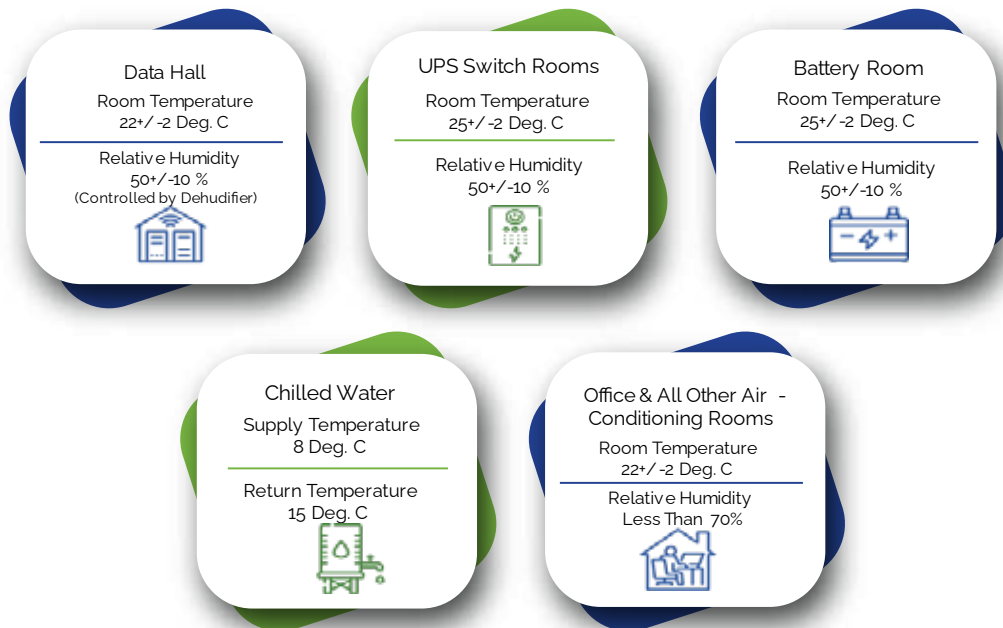 Data Hall
Room Temperature
22+/-2 Deg. C
Relative Humidity
50+/-10 %
(Controlled by Dehudifier)
UPS Switch Rooms
Room Temperature
25+/-2 Deg. C
Relative Humidity
50+/-10 %
Battery Room
Room Temperature
25+/-2 Deg. C
Relative Humidity
50+/-10 %
Chilled Water
Supply Temperature
8 Deg. C
Return Temperature
15 Deg. C
Office & All Other Air -
Conditioning Rooms
Room Temperature
22+/-2 Deg. C
Relative Humidity
Less Than 70%